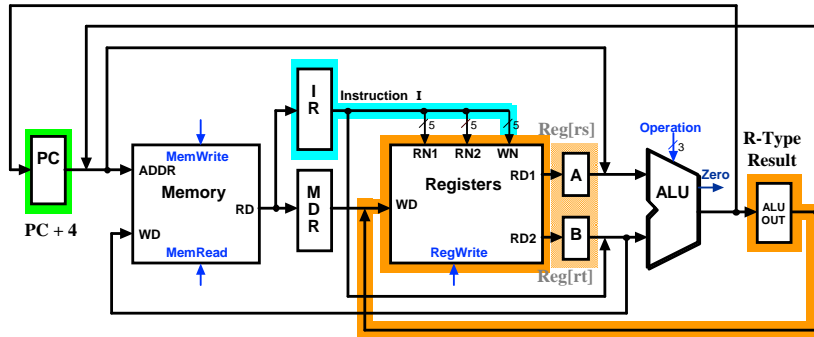 I
R
Instruction I
5
5
5
PC
PC + 4
MemWrite
ADDR
Memory
RD
WD
MemRead
M
D
R
RN1
RN2
WN
Registers
WD
RD1
RD2
RegWrite
Reg[rs]
A
B
Reg[rt]
Operation
3
ALU
Zero
R-Type
Result
ALU
OUT